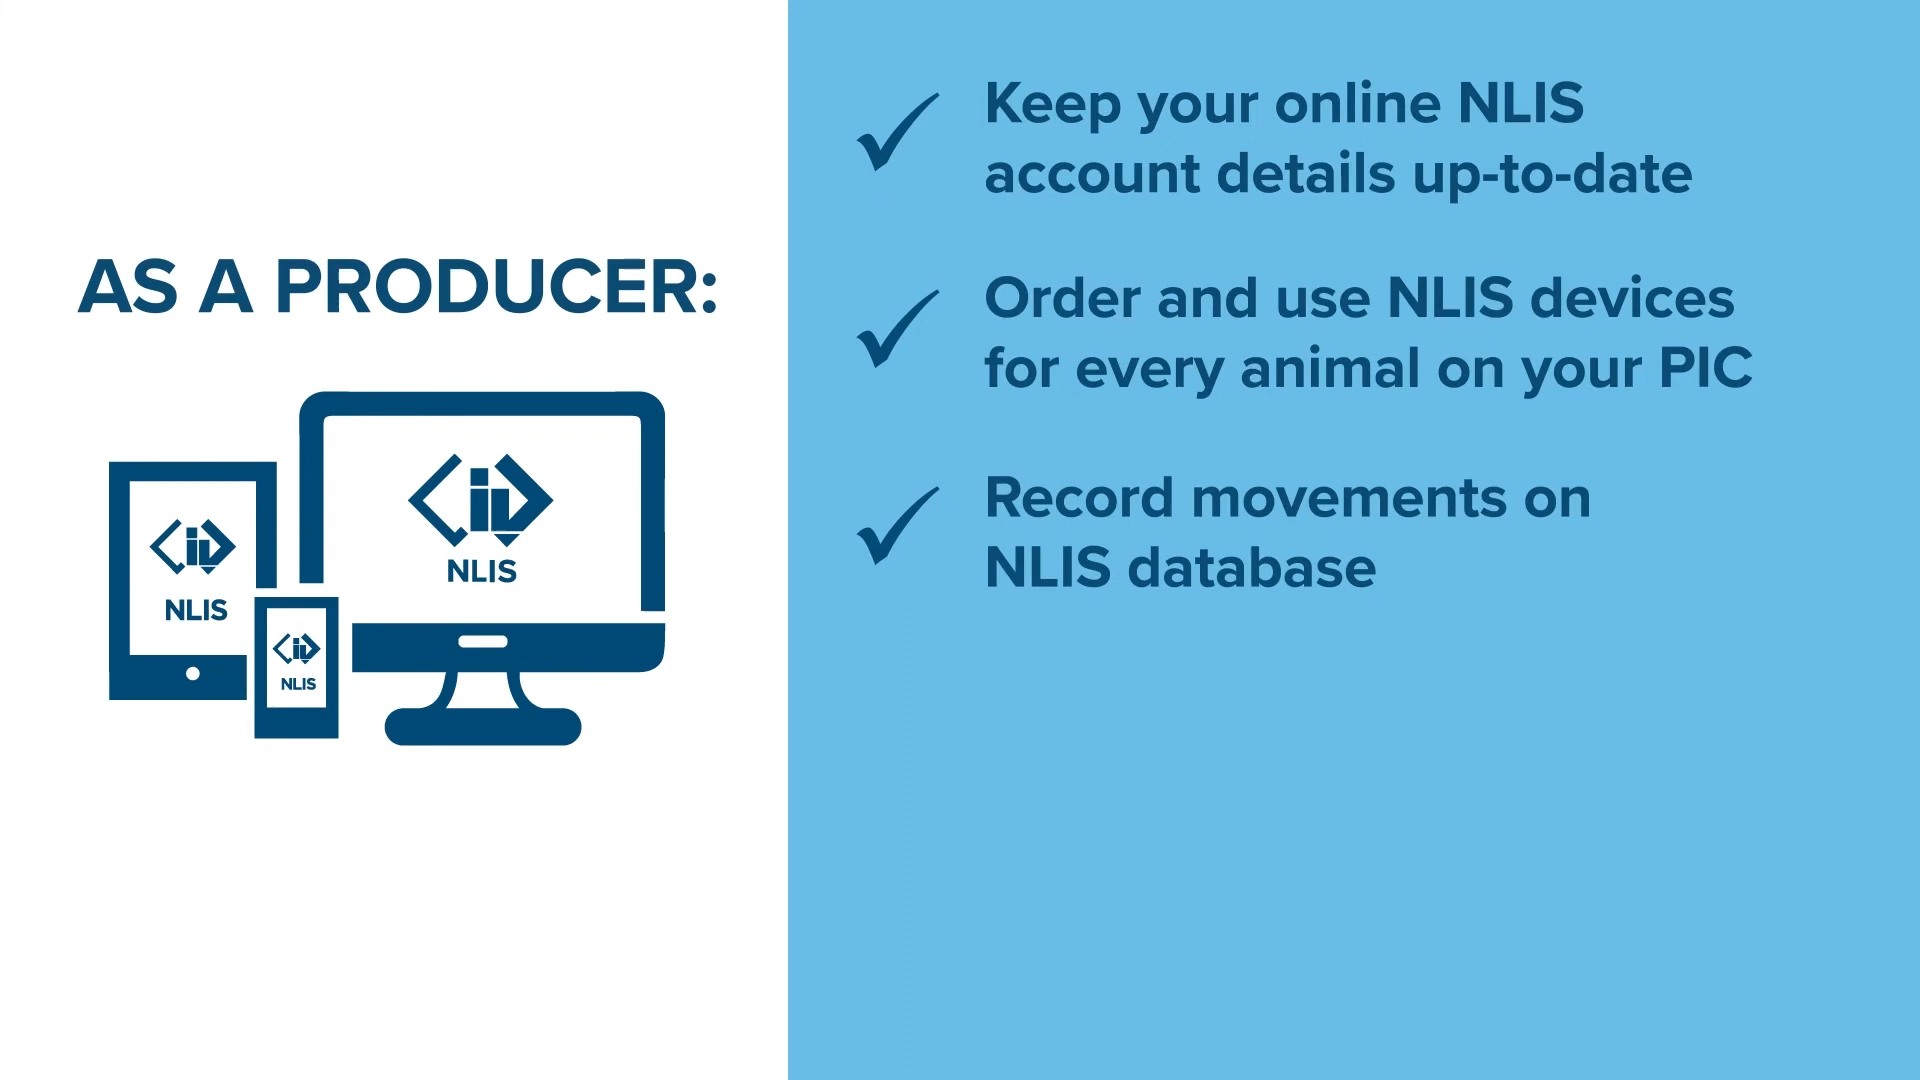 AS A PRODUCER:
NLIS
NLIS
NLIS
Keep your online NLIS
account details up-to-date
Order and use NLIS devices
for every animal on your PIC
Record movements on
NLIS database